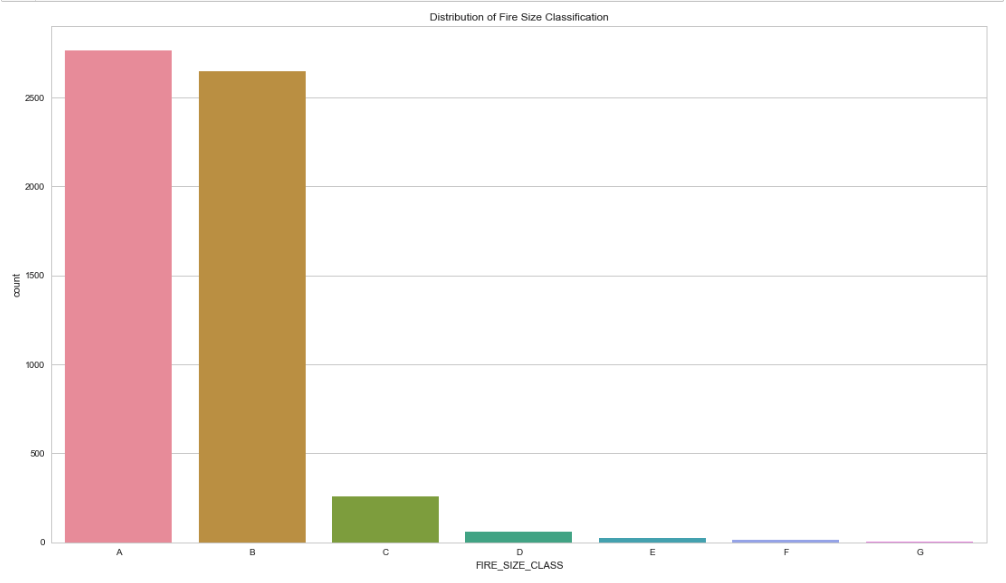 Distribution of Fire Size Classification
2500
2000
1500
1000
500
0
count
A B C D E F G
FIRE_SIZE_CLASS